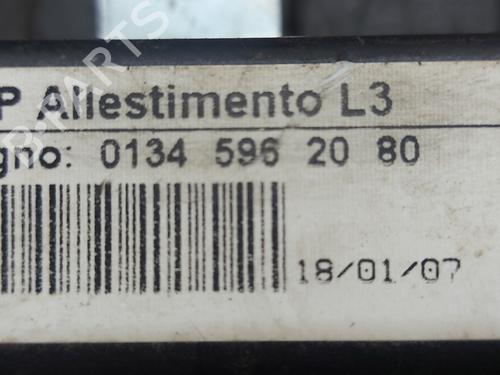 P Allestimento L3
gno: 0134 596 20 80
18/01/07